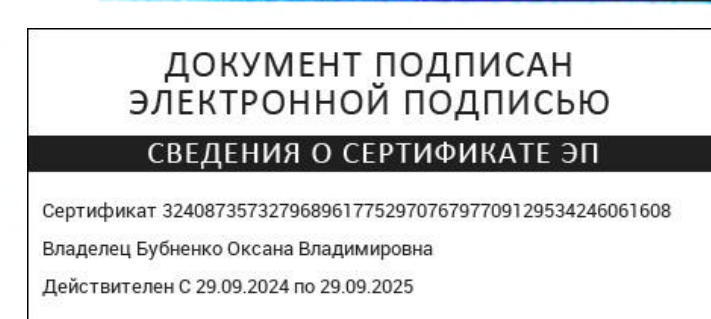 ДОКУМЕНТ ПОДПИСАН
ЭЛЕКТРОННОЙ ПОДПИСЬЮ
СВЕДЕНИЯ О СЕРТИФИКАТЕ ЭП
Сертификат 324087357327968961775297076797709129534246061608
Владелец Бубненко Оксана Владимировна
Действителен С 29.09.2024 по 29.09.2025